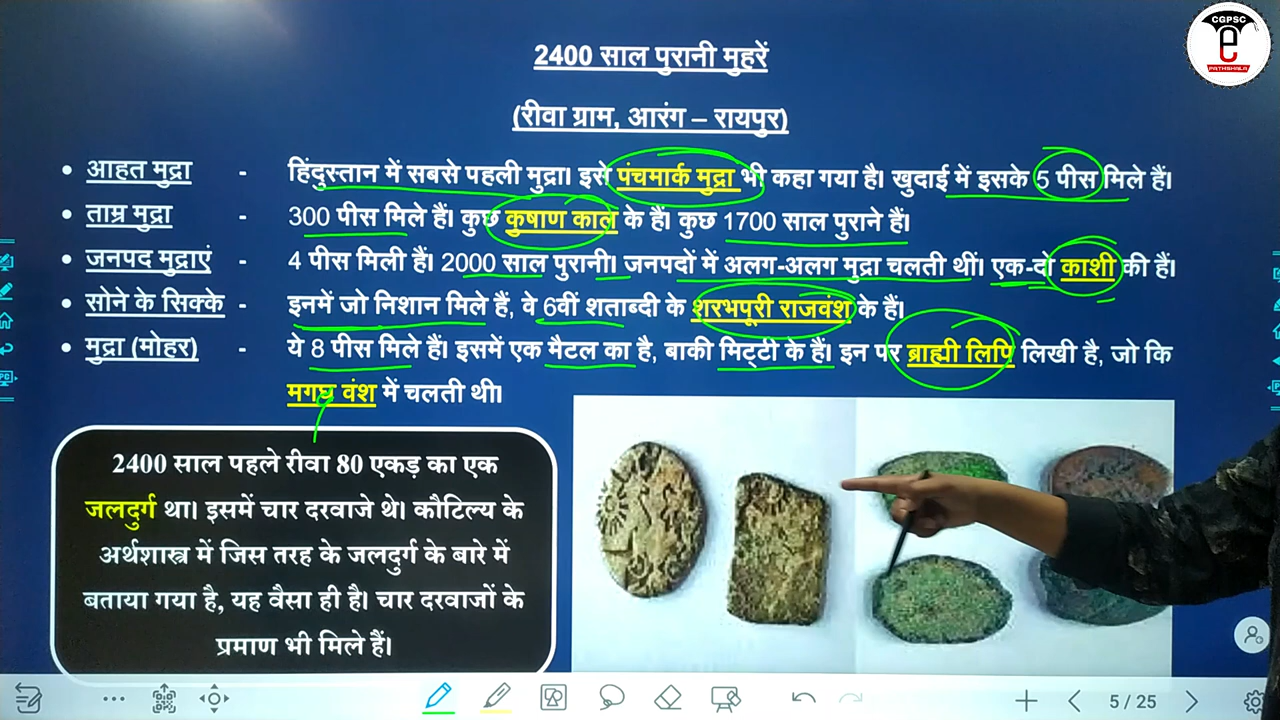 CGPSC
e
PATHSHALA
2400 साल पुरानी मुहरें
(रीवा ग्राम, आरंग – रायपुर)
• आहत मुद्रा - हिंदुस्तान में सबसे पहली मुद्रा। इसे पंचमार्क मुद्रा भी कहा गया है। खुदाई में इसके 5 पीस मिले हैं।
• ताम्र मुद्रा - 300 पीस मिले हैं। कुछ कुषाण काल के हैं। कुछ 1700 साल पुराने हैं।
• जनपद मुद्राएं - 4 पीस मिली हैं। 2000 साल पुरानी। जनपदों में अलग-अलग मुद्रा चलती थीं। एक-दो काशी की हैं।
• सोने के सिक्के - इनमें जो निशान मिले हैं, वे 6वीं शताब्दी के शरभपूरी राजवंश के हैं।
• मुद्रा (मोहर) - ये 8 पीस मिले हैं। इसमें एक मैटल का है, बाकी मिट्टी के हैं। इन पर ब्राह्मी लिपि लिखी है, जो कि
मगघ वंश में चलती थी।
2400 साल पहले रीवा 80 एकड़ का एक
जलदुर्ग था। इसमें चार दरवाजे थे। कौटिल्य के
अर्थशास्त्र में जिस तरह के जलदुर्ग के बारे में
बताया गया है, यह वैसा ही है। चार दरवाजों के
प्रमाण भी मिले हैं।
5 / 25